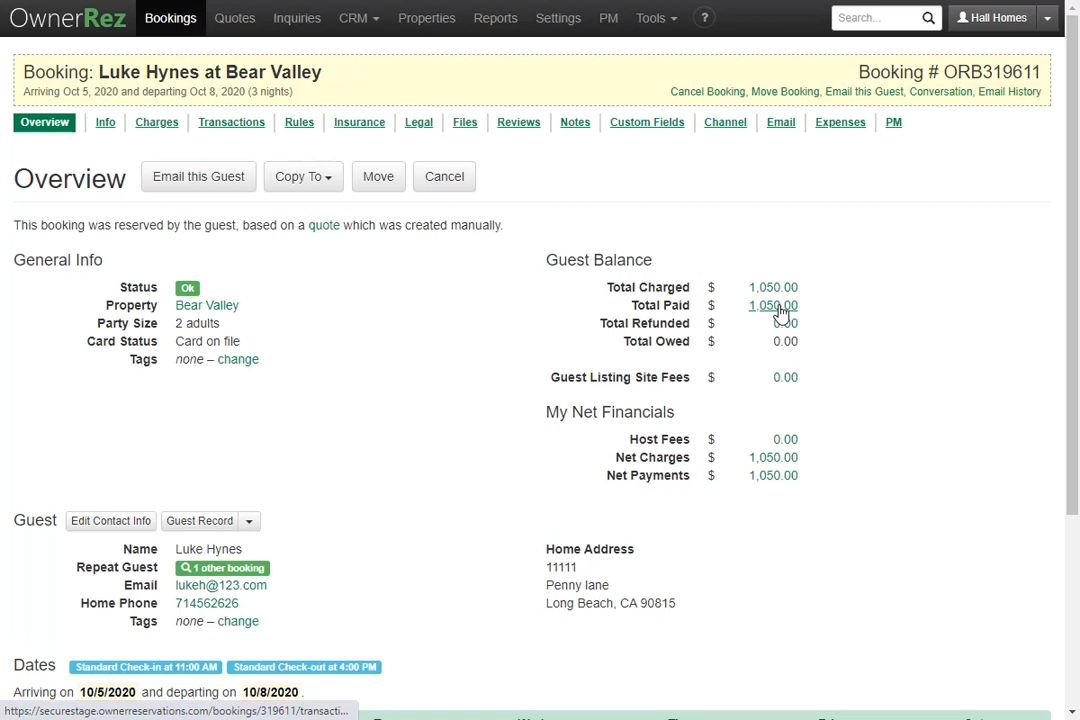 OwnerRez Bookings Quotes Inquiries CRM Properties Reports Settings PM Tools ? Search... Hall Homes
Booking: Luke Hynes at Bear Valley Booking # ORB319611
Arriving Oct 5, 2020 and departing Oct 8, 2020 (3 nights) Cancel Booking, Move Booking, Email this Guest, Conversation, Email History
Overview Info Charges Transactions Rules Insurance Legal Files Reviews Notes Custom Fields Channel Email Expenses PM
Overview Email this Guest Copy To Move Cancel
This booking was reserved by the guest, based on a quote which was created manually.
General Info Guest Balance
Status Ok Total Charged $ 1,050.00
Property Bear Valley Total Paid $ 1,050.00
Party Size 2 adults Total Refunded $ 0.00
Card Status Card on file Total Owed $ 0.00
Tags none – change
Guest Listing Site Fees $ 0.00
My Net Financials
Host Fees $ 0.00
Net Charges $ 1,050.00
Net Payments $ 1,050.00
Guest Edit Contact Info Guest Record
Name Luke Hynes Home Address
Repeat Guest 1 other booking 11111
Email lukeh@123.com Penny lane
Home Phone 714562626 Long Beach, CA 90815
Tags none – change
Dates Standard Check-in at 11:00 AM Standard Check-out at 4:00 PM
Arriving on 10/5/2020 and departing on 10/8/2020 .
https://securestage.ownerreservations.com/bookings/319611/transacti...